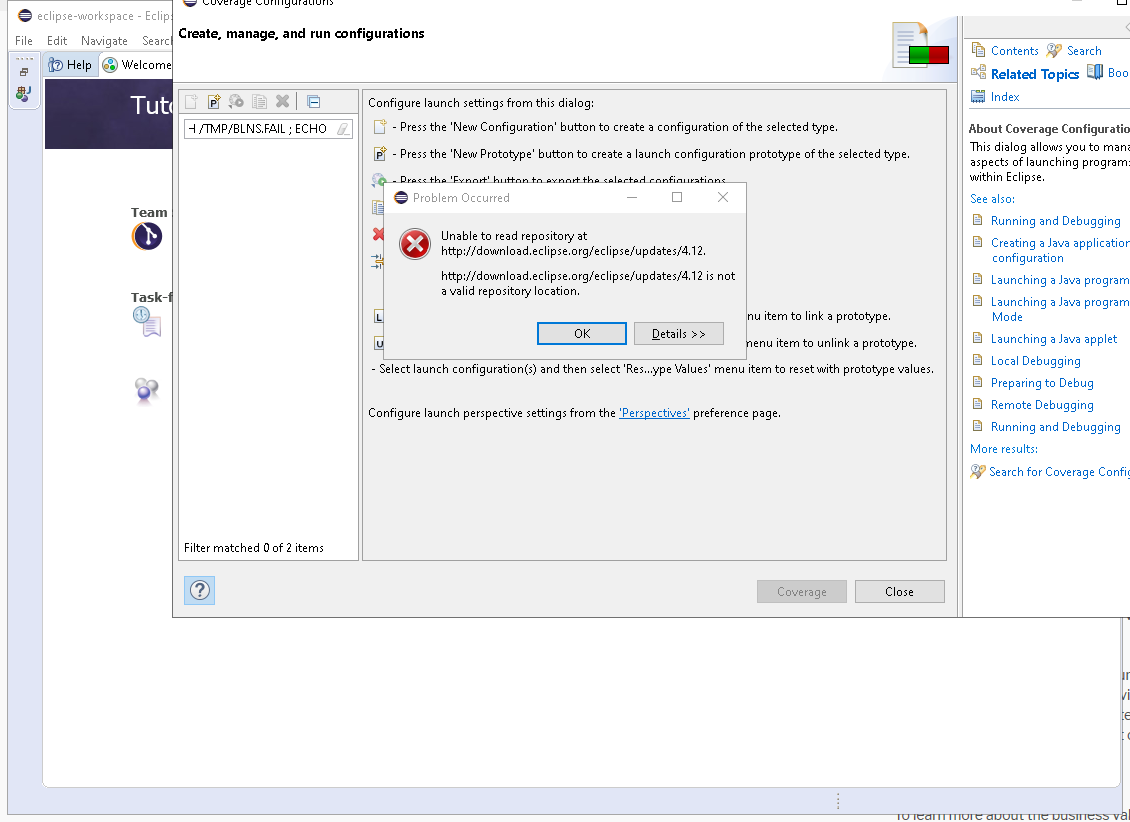 eclipse-workspace - Eclip
Coverage Configurations
File Edit Navigate Search
Create, manage, and run configurations
Help
Welcome
Tuto
Team
Task-f
/TMP/BLNS.FAIL ; ECHO
Filter matched 0 of 2 items
Configure launch settings from this dialog:
- Press the 'New Configuration' button to create a configuration of the selected type.
- Press the 'New Prototype' button to create a launch configuration prototype of the selected type.
- Press the 'Export' button to export the selected configurations.
Problem Occurred
Unable to read repository at
http://download.eclipse.org/eclipse/updates/4.12.
http://download.eclipse.org/eclipse/updates/4.12 is not
a valid repository location.
OK
Details >>
L
nu item to link a prototype.
U
menu item to unlink a prototype.
- Select launch configuration(s) and then select 'Res...ype Values' menu item to reset with prototype values.
Configure launch perspective settings from the 'Perspectives' preference page.
Coverage
Close
Contents Search
Related Topics Boo
Index
About Coverage Configuratio
This dialog allows you to mana
aspects of launching program
within Eclipse.
See also:
Running and Debugging
Creating a Java application
configuration
Launching a Java program
Launching a Java program
Mode
Launching a Java applet
Local Debugging
Preparing to Debug
Remote Debugging
Running and Debugging
More results:
Search for Coverage Config
To learn more about the business val